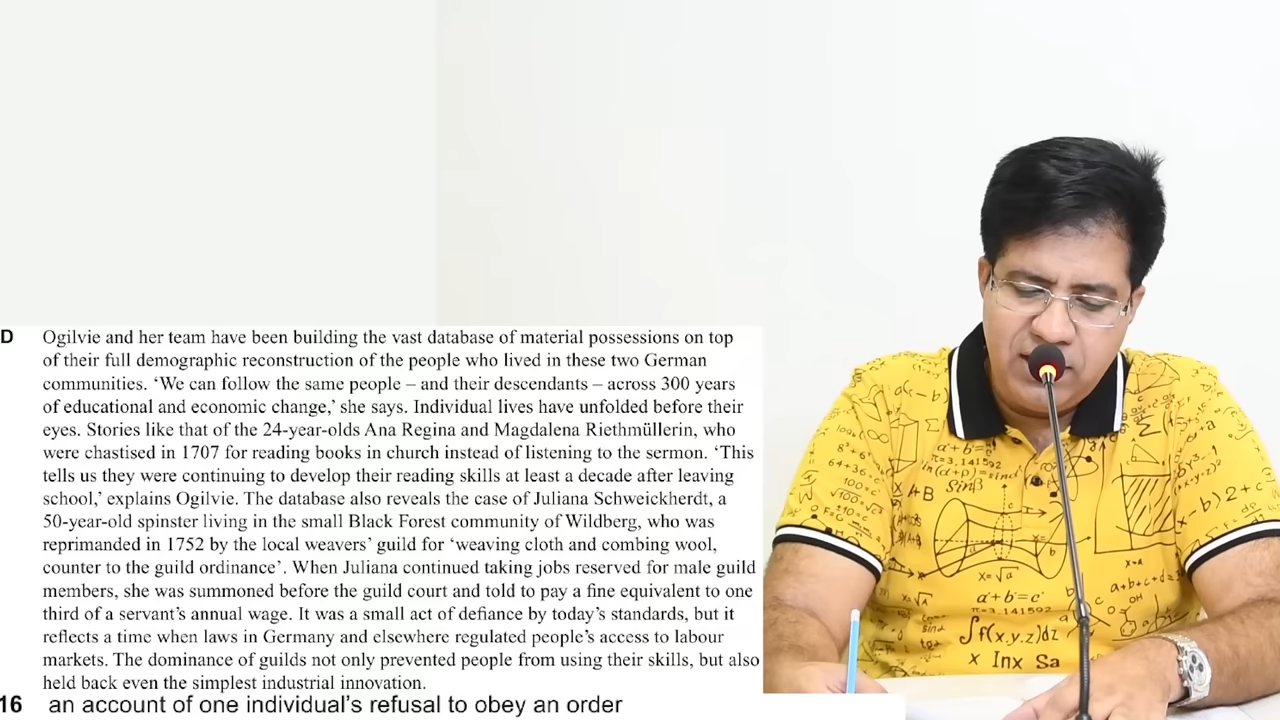 D Ogilvie and her team have been building the vast database of material possessions on top
of their full demographic reconstruction of the people who lived in these two German
communities. ‘We can follow the same people – and their descendants – across 300 years
of educational and economic change,’ she says. Individual lives have unfolded before their
eyes. Stories like that of the 24-year-olds Ana Regina and Magdalena Riethmüllerin, who
were chastised in 1707 for reading books in church instead of listening to the sermon. ‘This
tells us they were continuing to develop their reading skills at least a decade after leaving
school,’ explains Ogilvie. The database also reveals the case of Juliana Schweickherdt, a
50-year-old spinster living in the small Black Forest community of Wildberg, who was
reprimanded in 1752 by the local weavers’ guild for ‘weaving cloth and combing wool,
counter to the guild ordinance’. When Juliana continued taking jobs reserved for male guild
members, she was summoned before the guild court and told to pay a fine equivalent to one
third of a servant’s annual wage. It was a small act of defiance by today’s standards, but it
reflects a time when laws in Germany and elsewhere regulated people’s access to labour
markets. The dominance of guilds not only prevented people from using their skills, but also
held back even the simplest industrial innovation.
16 an account of one individual’s refusal to obey an order
a+b=c
π=3,141592
Sinβ
A+B
x=√a
a+b=c
π=3,141592
∫f(x.y.z)dz
x Inx Sa
a+b+c=d